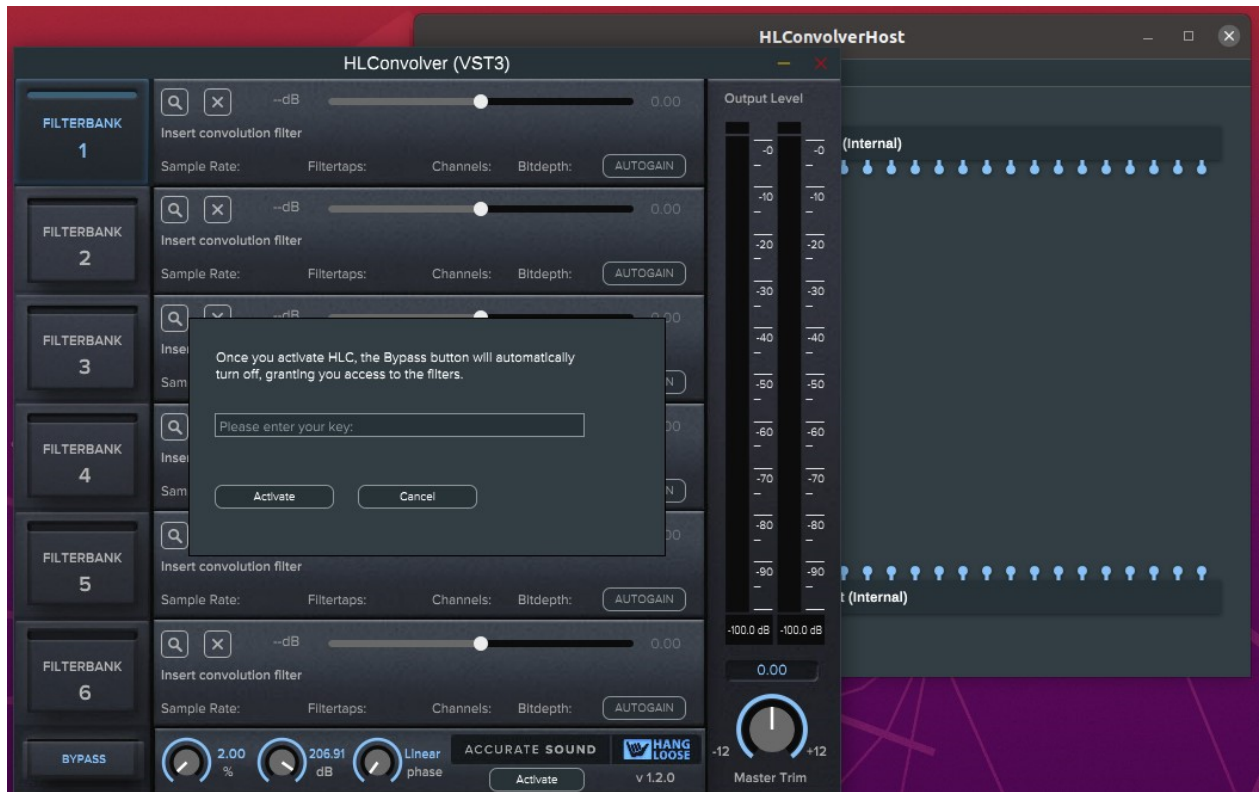 HLConvolverHost
HLConvolver (VST3)
FILTERBANK
1
--dB
0.00
Insert convolution filter
Sample Rate: Filtertaps: Channels: Bitdepth: AUTOGAIN
FILTERBANK
2
--dB
0.00
Insert convolution filter
Sample Rate: Filtertaps: Channels: Bitdepth: AUTOGAIN
FILTERBANK
3
Once you activate HLC, the Bypass button will automatically
turn off, granting you access to the filters.
Please enter your key:
Activate Cancel
FILTERBANK
4
FILTERBANK
5
Insert convolution filter
Sample Rate: Filtertaps: Channels: Bitdepth: AUTOGAIN
FILTERBANK
6
--dB
0.00
Insert convolution filter
Sample Rate: Filtertaps: Channels: Bitdepth: AUTOGAIN
BYPASS
2.00
%
206.91
dB
Linear
phase
ACCURATE SOUND
HANG
LOOSE
Activate
v 1.2.0
Output Level
-0 -0
-10 -10
-20 -20
-30 -30
-40 -40
-50 -50
-60 -60
-70 -70
-80 -80
-90 -90
-100.0 dB -100.0 dB
0.00
-12 +12
Master Trim
(Internal)
t (Internal)